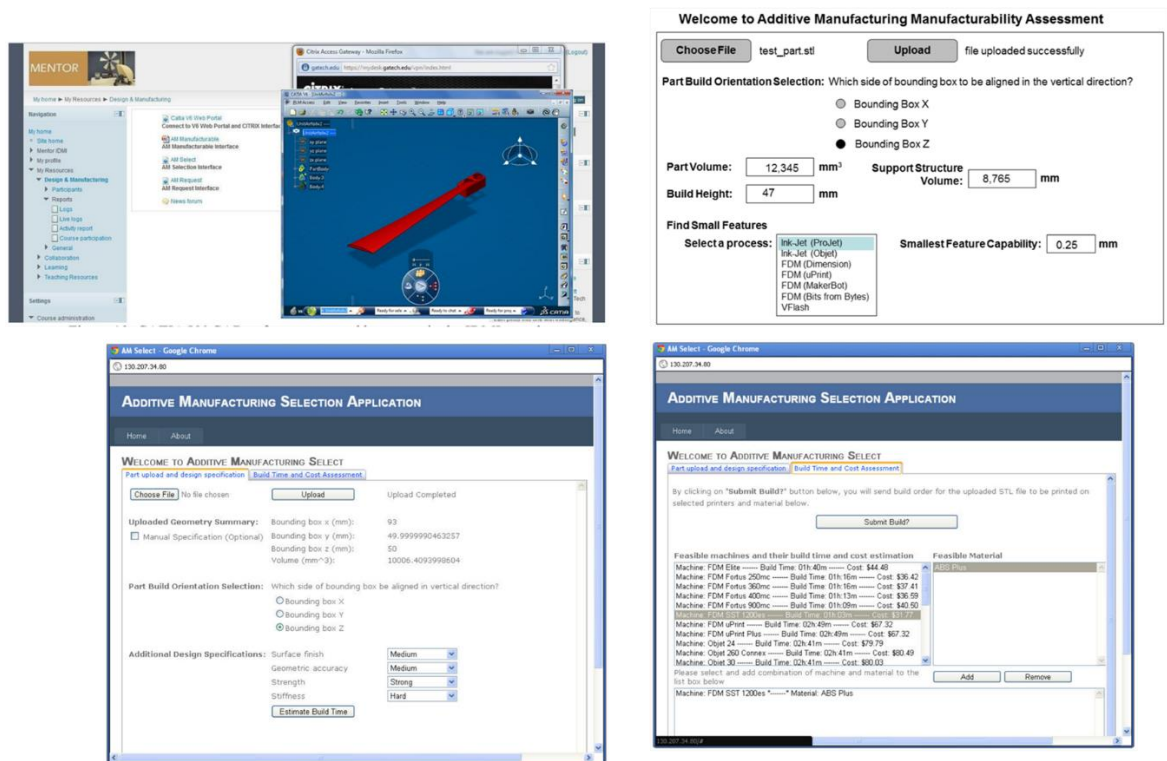 MENTOR
My home ► My Resources ► Design & Manufacturing
Navigation
My home
Site home
Mentor IDMI
My profile
My Resources
Design & Manufacturing
Participants
Reports
Logs
Live logs
Activity report
Course participation
General
Collaboration
Learning
Teaching Resources
Settings
Course administration
Catia V6 Web Portal
Connect to V6 Web Portal and CITRIX Interfac
AM Manufacturable
AM Manufacturable Interface
AM Select
AM Selection Interface
AM Request
AM Request Interface
News forum
Citrix Access Gateway - Mozilla Firefox
(Logout)
CATIA
Welcome to Additive Manufacturing Manufacturability Assessment
Choose File test_part.stl Upload file uploaded successfully
Part Build Orientation Selection: Which side of bounding box to be aligned in the vertical direction?
Bounding Box X
Bounding Box Y
Bounding Box Z
Part Volume: 12,345 mm³ Support Structure Volume: 8,765 mm
Build Height: 47 mm
Find Small Features
Select a process: Ink-Jet (ProJet) Smallest Feature Capability: 0.25 mm
Ink-Jet (Objet)
FDM (Dimension)
FDM (uPrint)
FDM (MakerBot)
FDM (Bits from Bytes)
VFlash
AM Select - Google Chrome
130.207.34.80
ADDITIVE MANUFACTURING SELECTION APPLICATION
Home About
WELCOME TO ADDITIVE MANUFACTURING SELECT
Part upload and design specification Build Time and Cost Assessment
Choose File No file chosen Upload Upload Completed
Uploaded Geometry Summary: Bounding box x (mm): 93
Manual Specification (Optional) Bounding box y (mm): 49.9999990463257
Bounding box z (mm): 50
Volume (mm^3): 10006.4093998604
Part Build Orientation Selection: Which side of bounding box be aligned in vertical direction?
Bounding box X
Bounding box Y
Bounding box Z
Additional Design Specifications: Surface finish Medium
Geometric accuracy Medium
Strength Strong
Stiffness Hard
Estimate Build Time
AM Select - Google Chrome
130.207.34.80
ADDITIVE MANUFACTURING SELECTION APPLICATION
Home About
WELCOME TO ADDITIVE MANUFACTURING SELECT
Part upload and design specification Build Time and Cost Assessment
By clicking on "Submit Build?" button below, you will send build order for the uploaded STL file to be printed on
selected printers and material below.
Submit Build?
Feasible machines and their build time and cost estimation Feasible Material
Machine: FDM Elite ------ Build Time: 01h:40m ------ Cost: $44.48 ABS Plus
Machine: FDM Fortus 250mc ------ Build Time: 01h:16m ------ Cost: $36.42
Machine: FDM Fortus 360mc ------ Build Time: 01h:16m ------ Cost: $37.41
Machine: FDM Fortus 400mc ------ Build Time: 01h:13m ------ Cost: $36.59
Machine: FDM Fortus 900mc ------ Build Time: 01h:09m ------ Cost: $40.50
Machine: FDM SST 1200es ------ Build Time: 01h:03m ------ Cost: $31.77
Machine: FDM uPrint ------ Build Time: 02h:49m ------ Cost: $67.32
Machine: FDM uPrint Plus ------ Build Time: 02h:49m ------ Cost: $67.32
Machine: Objet 24 ------ Build Time: 02h:41m ------ Cost: $79.79
Machine: Objet 260 Connex ------ Build Time: 02h:41m ------ Cost: $80.49
Machine: Objet 30 ------ Build Time: 02h:41m ------ Cost: $80.03
Please select and add combination of machine and material to the
list box below
Add Remove
Machine: FDM SST 1200es "------" Material: ABS Plus
130.207.34.80/#